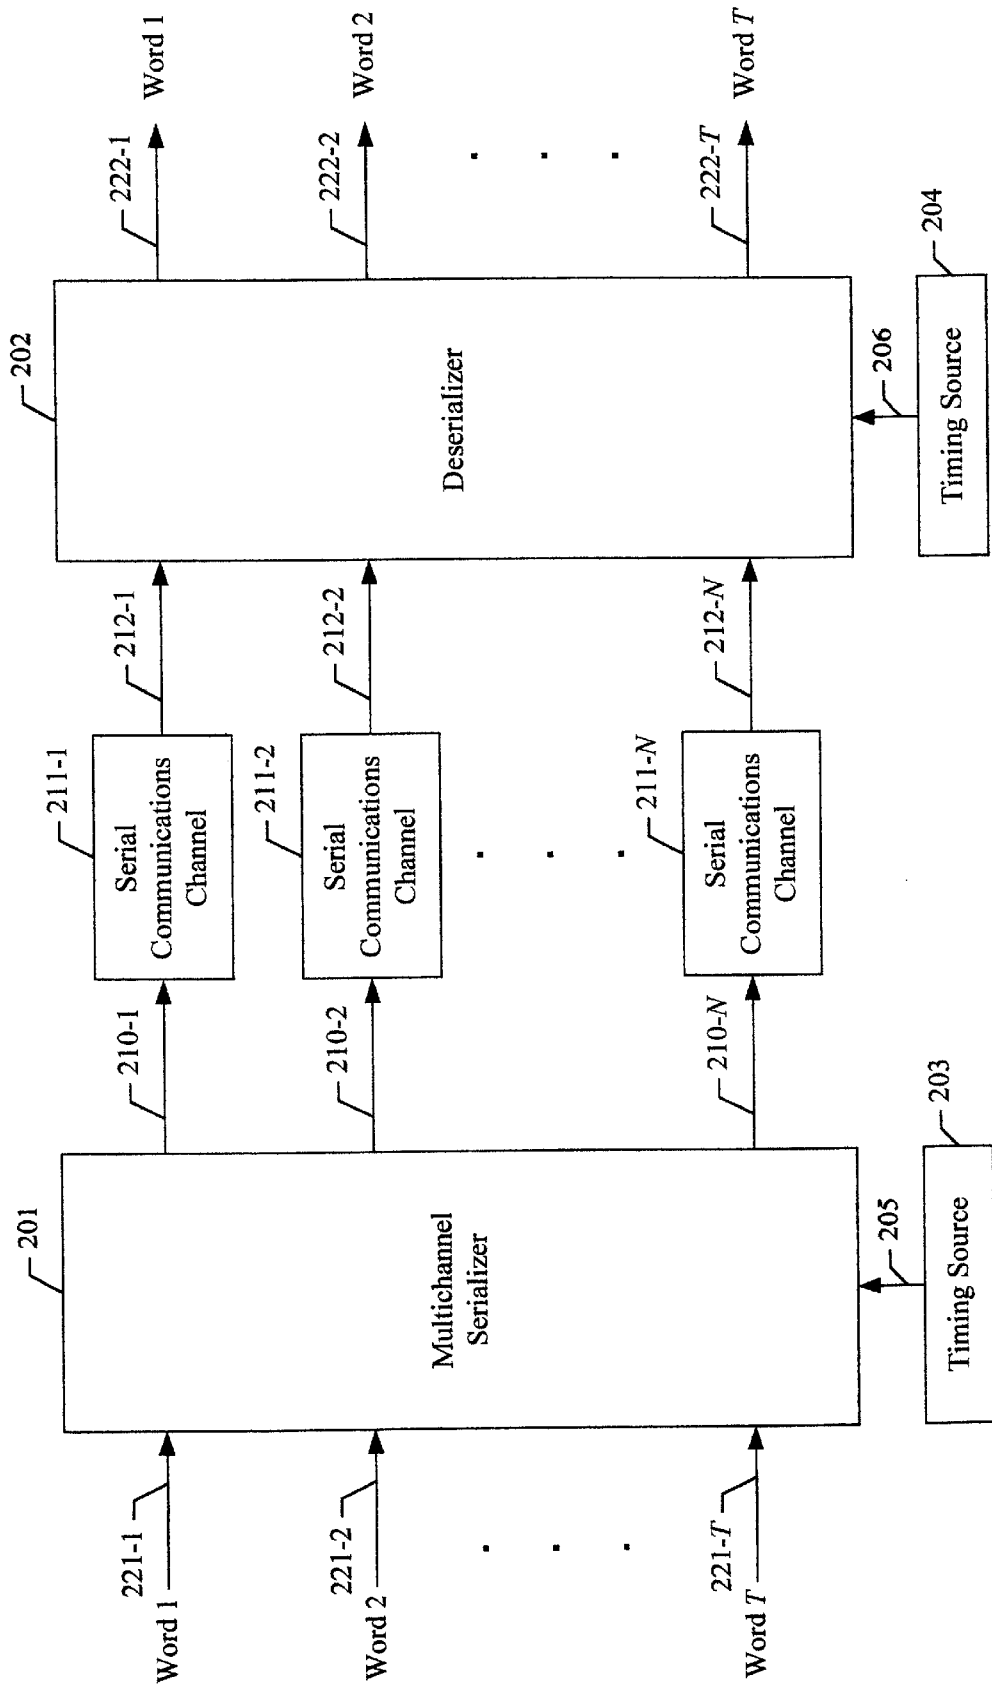 201
202
Word 1
221-1
210-1
211-1
Serial
Communications
Channel
212-1
222-1
Word 1
Word 2
221-2
210-2
211-2
Serial
Communications
Channel
212-2
222-2
Word 2
Multichannel
Serializer
Deserializer
Word T
221-T
210-N
211-N
Serial
Communications
Channel
212-N
222-T
Word T
205
206
203
Timing Source
204
Timing Source